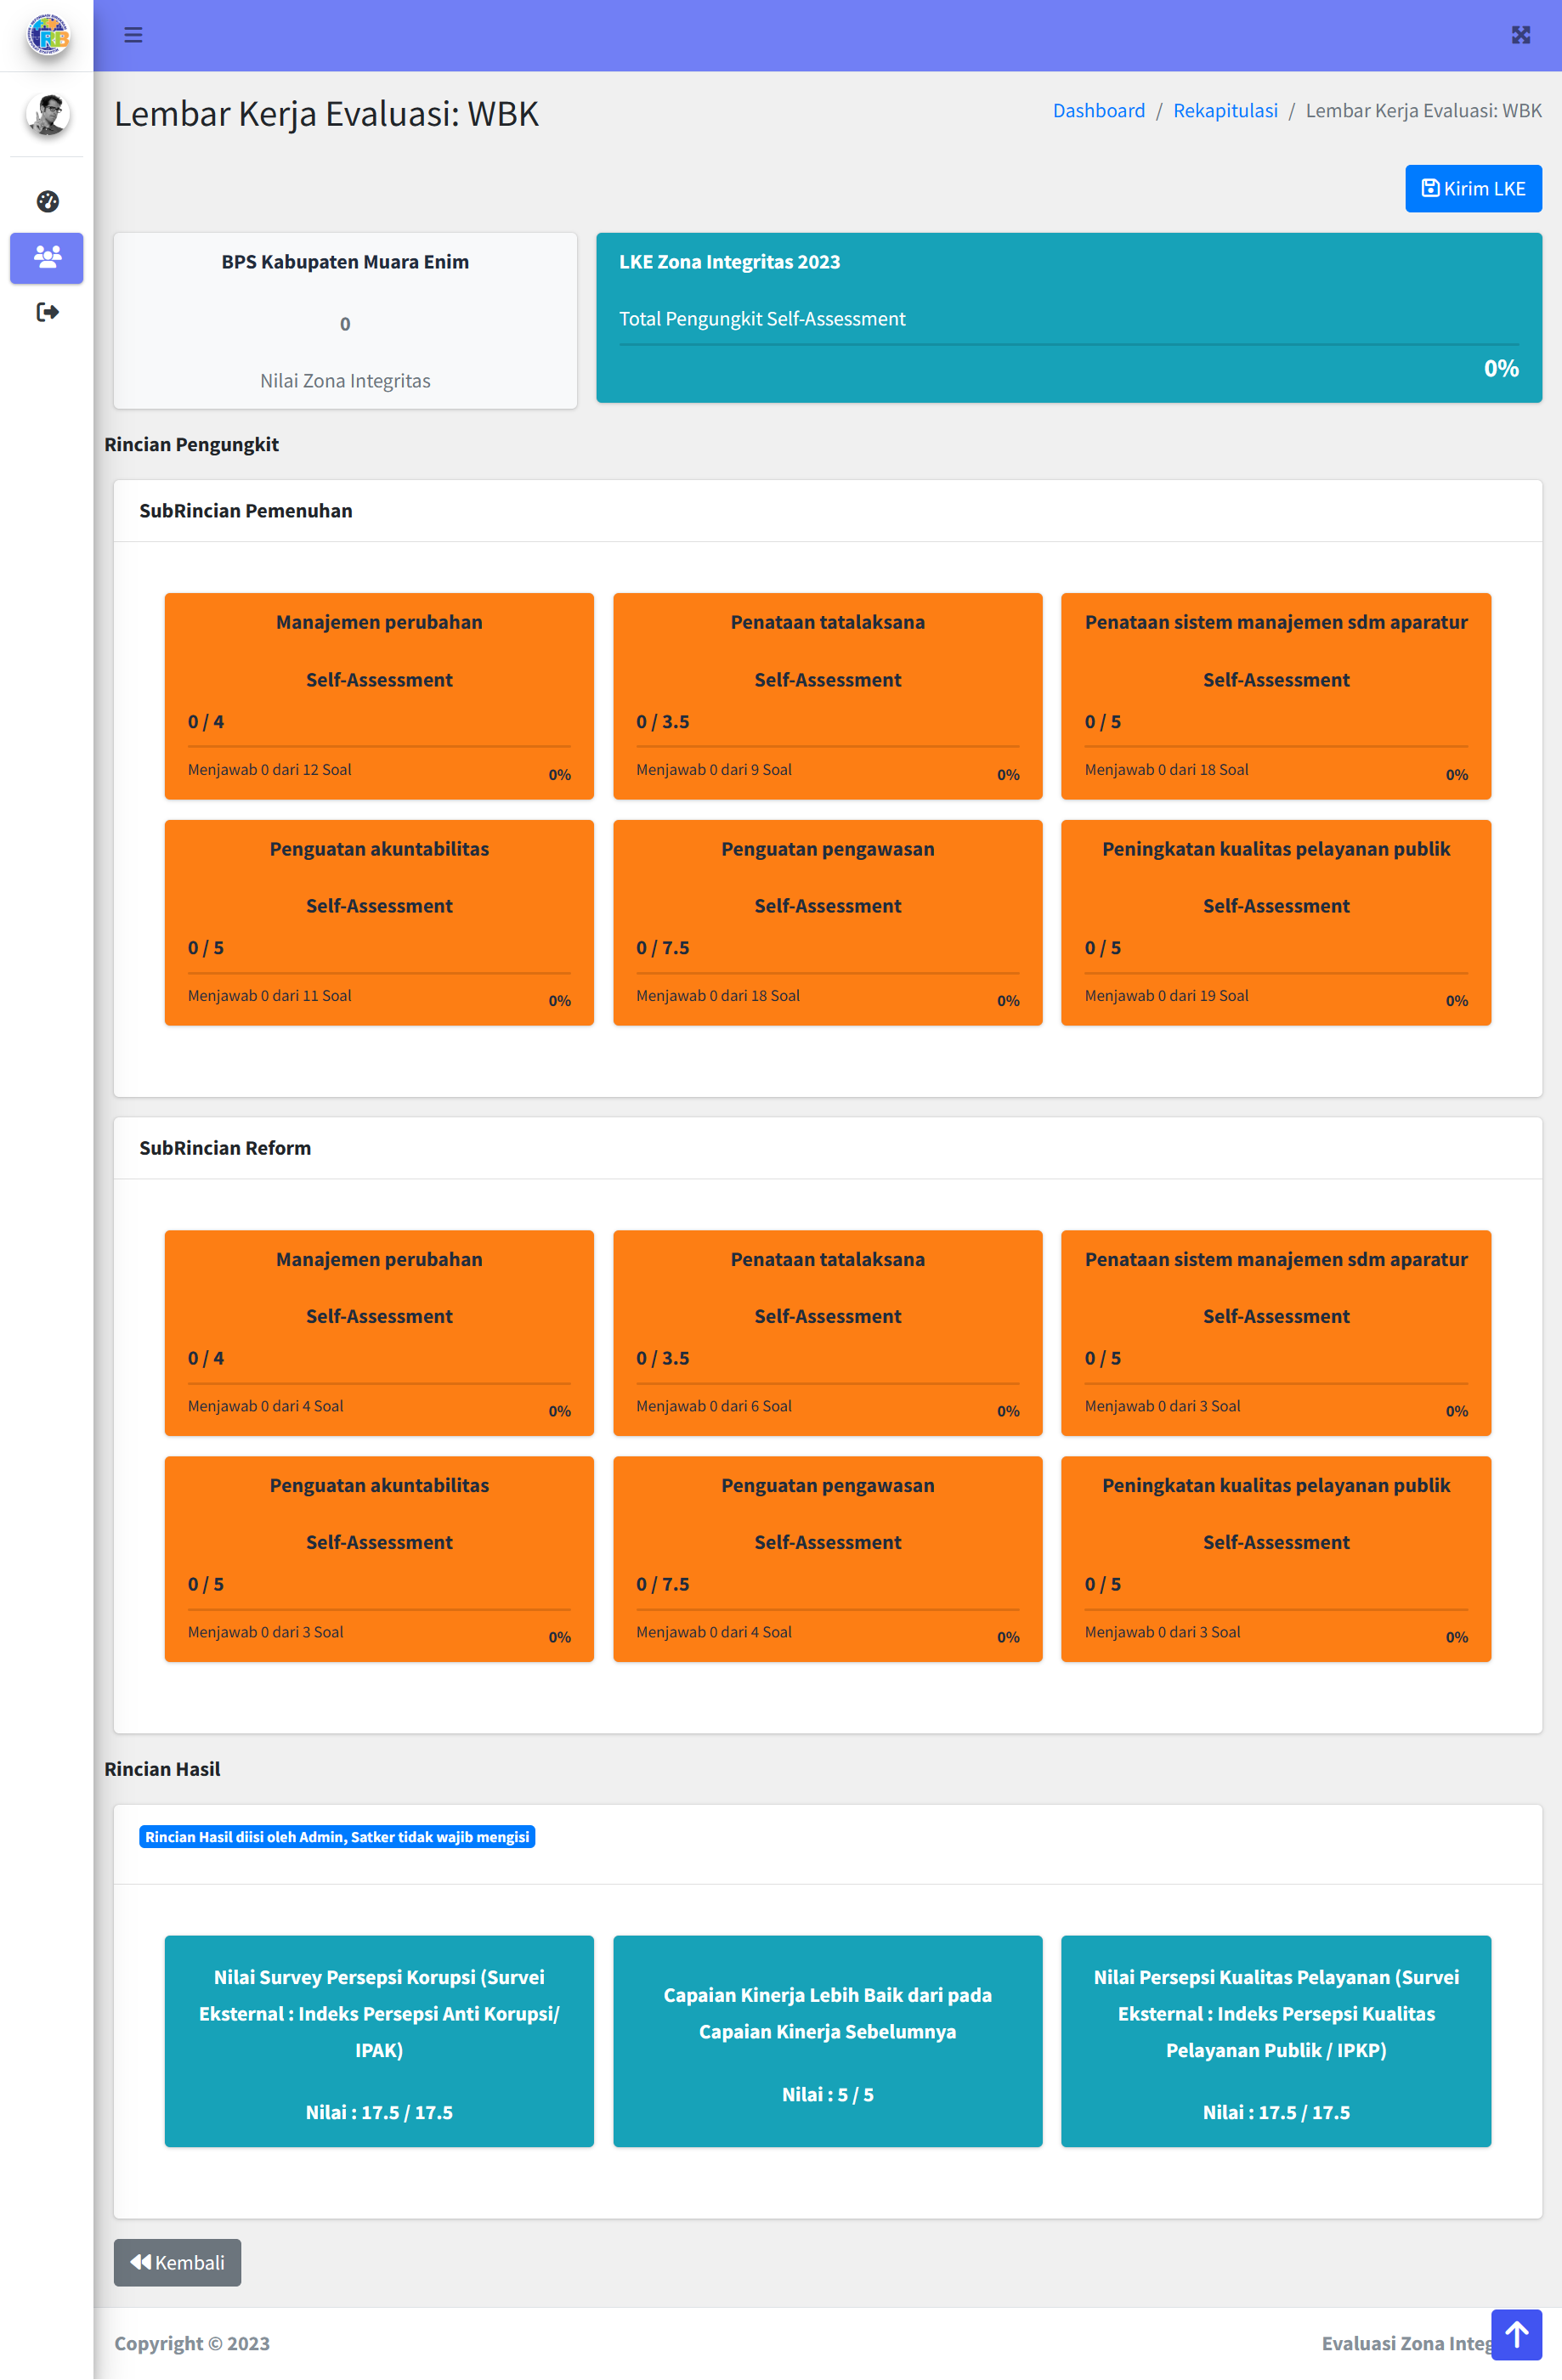 RB
Lembar Kerja Evaluasi: WBK
Dashboard / Rekapitulasi / Lembar Kerja Evaluasi: WBK
Kirim LKE
BPS Kabupaten Muara Enim
0
Nilai Zona Integritas
LKE Zona Integritas 2023
Total Pengungkit Self-Assessment
0%
Rincian Pengungkit
SubRincian Pemenuhan
Manajemen perubahan
Self-Assessment
0 / 4
Menjawab 0 dari 12 Soal
0%
Penataan tatalaksana
Self-Assessment
0 / 3.5
Menjawab 0 dari 9 Soal
0%
Penataan sistem manajemen sdm aparatur
Self-Assessment
0 / 5
Menjawab 0 dari 18 Soal
0%
Penguatan akuntabilitas
Self-Assessment
0 / 5
Menjawab 0 dari 11 Soal
0%
Penguatan pengawasan
Self-Assessment
0 / 7.5
Menjawab 0 dari 18 Soal
0%
Peningkatan kualitas pelayanan publik
Self-Assessment
0 / 5
Menjawab 0 dari 19 Soal
0%
SubRincian Reform
Manajemen perubahan
Self-Assessment
0 / 4
Menjawab 0 dari 4 Soal
0%
Penataan tatalaksana
Self-Assessment
0 / 3.5
Menjawab 0 dari 6 Soal
0%
Penataan sistem manajemen sdm aparatur
Self-Assessment
0 / 5
Menjawab 0 dari 3 Soal
0%
Penguatan akuntabilitas
Self-Assessment
0 / 5
Menjawab 0 dari 3 Soal
0%
Penguatan pengawasan
Self-Assessment
0 / 7.5
Menjawab 0 dari 4 Soal
0%
Peningkatan kualitas pelayanan publik
Self-Assessment
0 / 5
Menjawab 0 dari 3 Soal
0%
Rincian Hasil
Rincian Hasil diisi oleh Admin, Satker tidak wajib mengisi
Nilai Survey Persepsi Korupsi (Survei
Eksternal : Indeks Persepsi Anti Korupsi/
IPAK)
Nilai : 17.5 / 17.5
Capaian Kinerja Lebih Baik dari pada
Capaian Kinerja Sebelumnya
Nilai : 5 / 5
Nilai Persepsi Kualitas Pelayanan (Survei
Eksternal : Indeks Persepsi Kualitas
Pelayanan Publik / IPKP)
Nilai : 17.5 / 17.5
Kembali
Copyright © 2023
Evaluasi Zona Integ